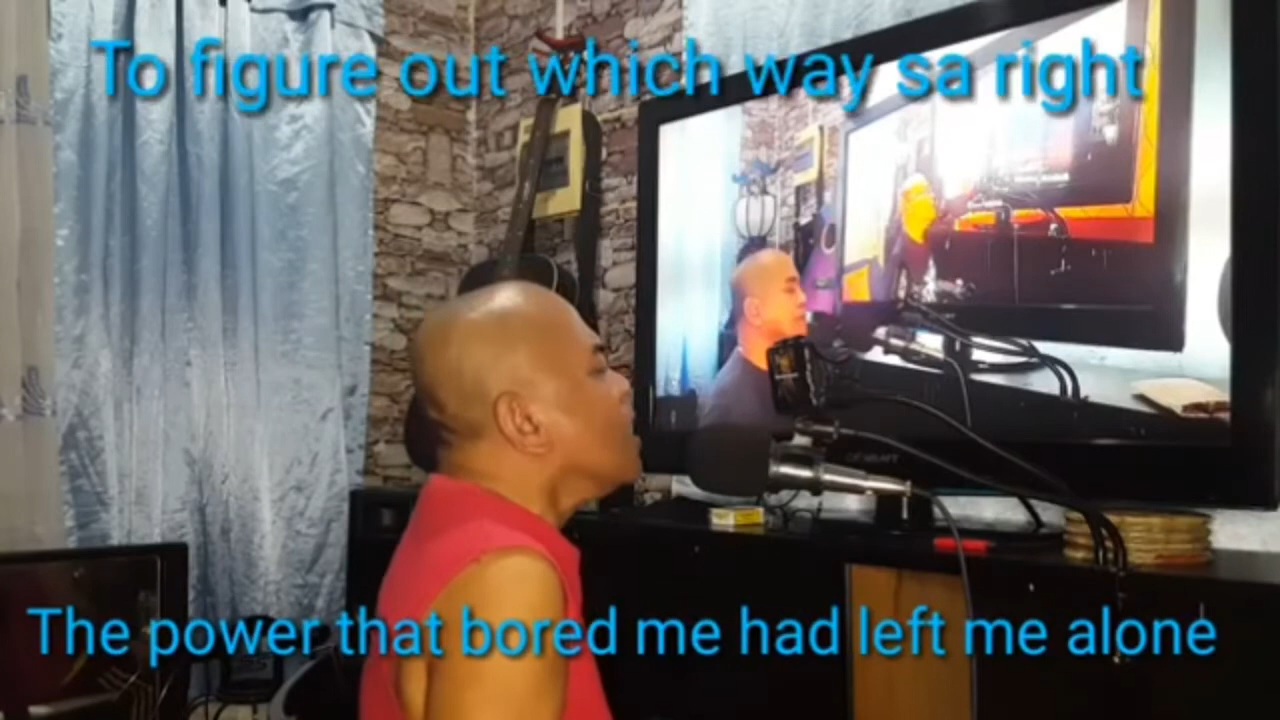 To figure out which way sa right
The power that bored me had left me alone